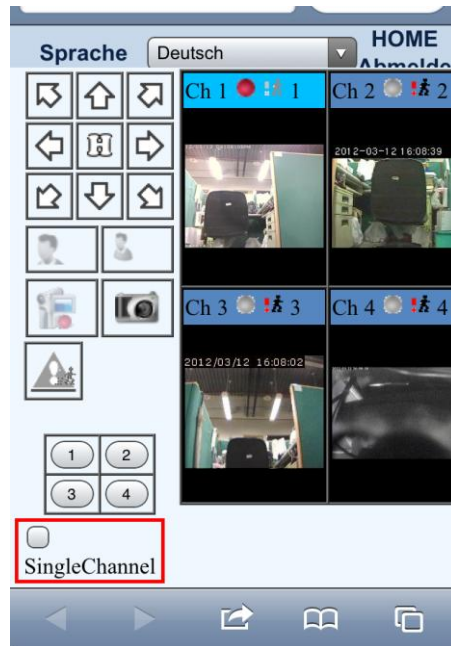 Sprache Deutsch HOME
Abmelde
Ch 1 1 Ch 2 2
2012-03-12 16:08:39
Ch 3 3 Ch 4 4
2012/03/12 16:08:02
1 2
3 4
SingleChannel